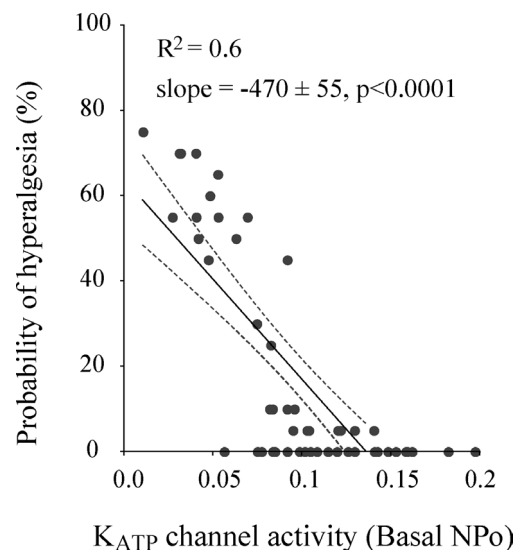 100
80
60
40
20
0
R² = 0.6
slope = -470 ± 55, p<0.0001
Probability of hyperalgesia (%)
0.0 0.05 0.1 0.15 0.2
K_ATP channel activity (Basal NPo)